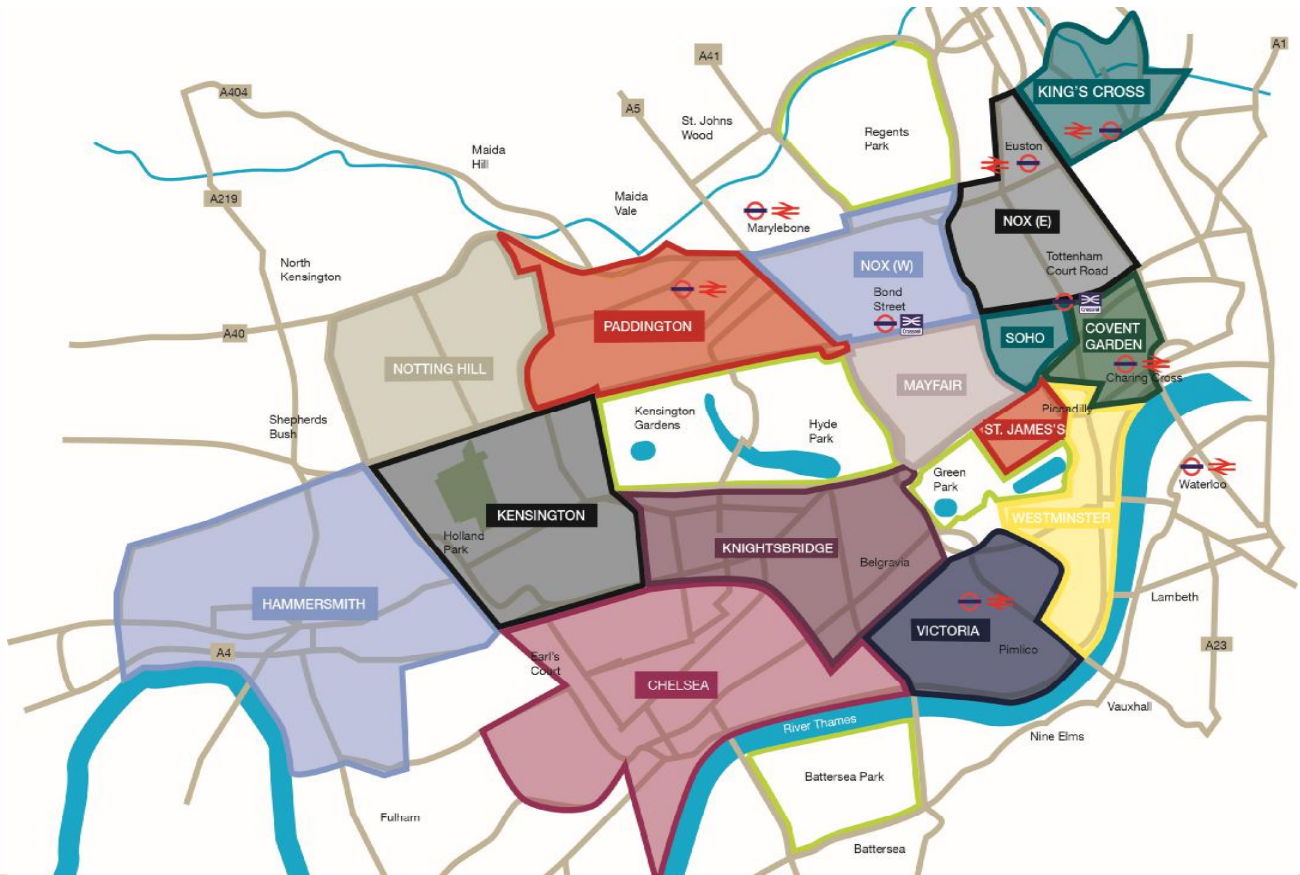 A1
A41
A404
A5
KING'S CROSS
St. Johns
Wood
Regents
Park
Euston
Maida
Hill
Maida
Vale
A219
Marylebone
NOX (E)
North
Kensington
NOX (W)
Tottenham
Court Road
Bond
Street
Crossrail
Crossrail
A40
PADDINGTON
SOHO
COVENT
GARDEN
NOTTING HILL
MAYFAIR
Charing Cross
Shepherds
Bush
Kensington
Gardens
Hyde
Park
Piccadilly
ST. JAMES'S
Green
Park
Waterloo
KENSINGTON
WESTMINSTER
Holland
Park
KNIGHTSBRIDGE
Belgravia
HAMMERSMITH
Lambeth
VICTORIA
A4
Earl's
Court
Pimlico
A23
CHELSEA
Vauxhall
River Thames
Nine Elms
Battersea Park
Fulham
Battersea